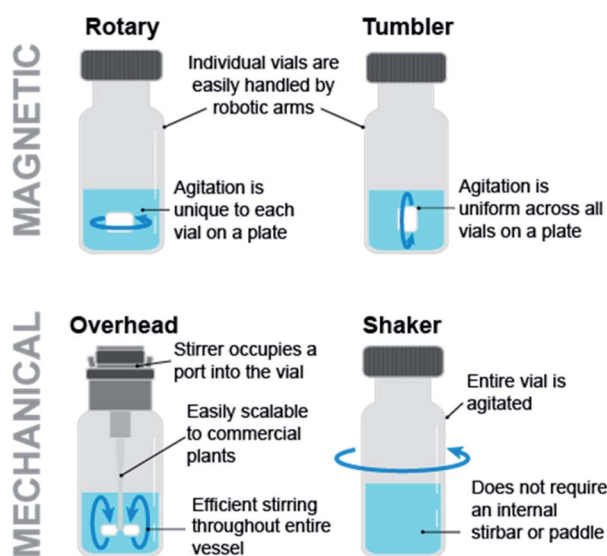 MAGNETIC
Rotary
Tumbler
Individual vials are
easily handled by
robotic arms
Agitation is
unique to each
vial on a plate
Agitation is
uniform across all
vials on a plate
MECHANICAL
Overhead
Stirrer occupies a
port into the vial
Easily scalable
to commercial
plants
Efficient stirring
throughout entire
vessel
Shaker
Entire vial is
agitated
Does not require
an internal
stirbar or paddle